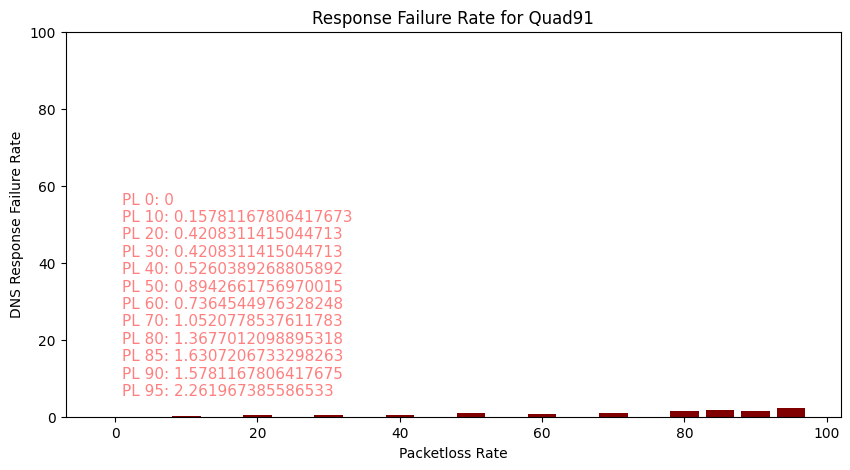 Response Failure Rate for Quad91
DNS Response Failure Rate
100
80
60
40
20
0
PL 0: 0
PL 10: 0.15781167806417673
PL 20: 0.4208311415044713
PL 30: 0.4208311415044713
PL 40: 0.5260389268805892
PL 50: 0.8942661756970015
PL 60: 0.7364544976328248
PL 70: 1.0520778537611783
PL 80: 1.3677012098895318
PL 85: 1.6307206733298263
PL 90: 1.5781167806417675
PL 95: 2.261967385586533
0 20 40 60 80 100
Packetloss Rate